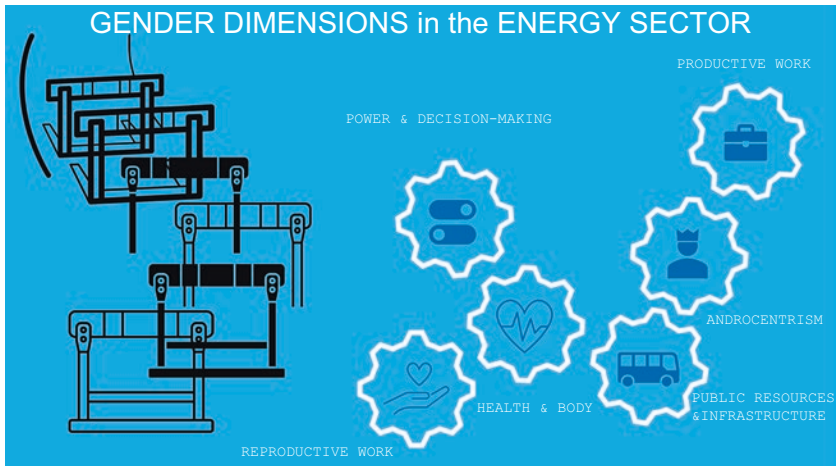 GENDER DIMENSIONS in the ENERGY SECTOR
PRODUCTIVE WORK
POWER & DECISION-MAKING
ANDROCENTRISM
PUBLIC RESOURCES
&INFRASTRUCTURE
HEALTH & BODY
REPRODUCTIVE WORK